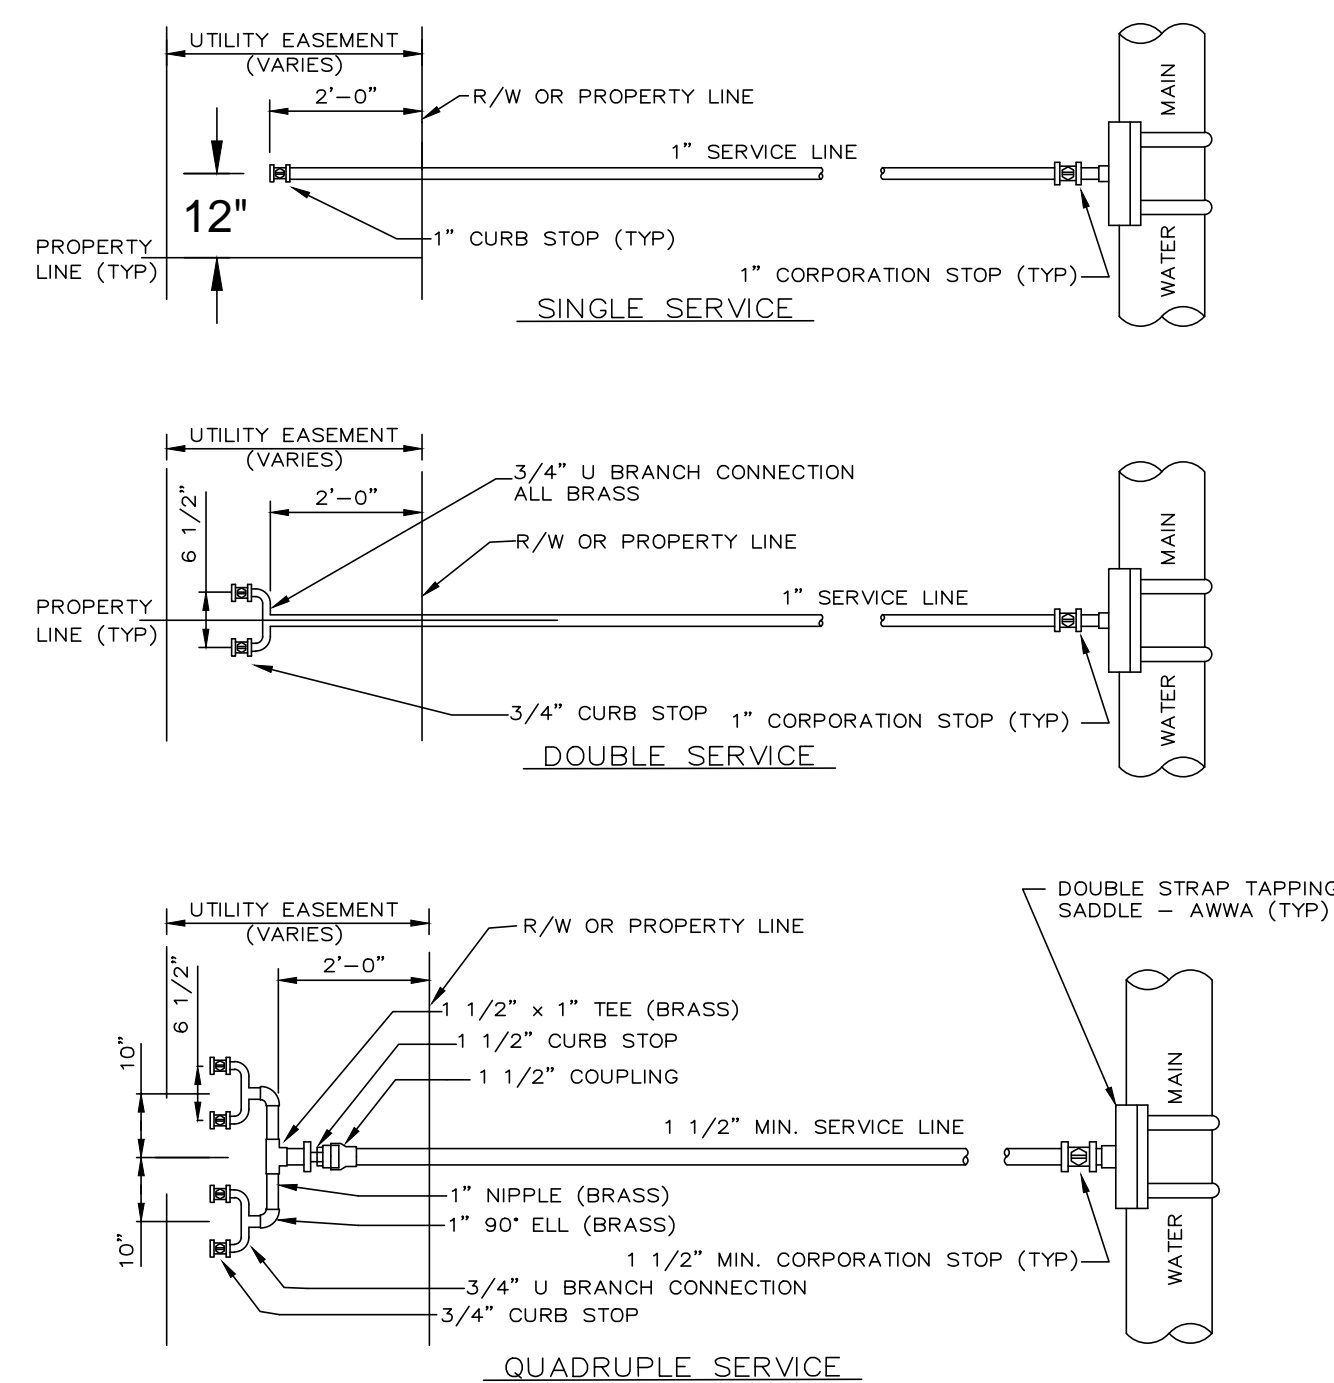 UTILITY EASEMENT
(VARIES)
2'-0"
R/W OR PROPERTY LINE
1" SERVICE LINE
MAIN
12"
1" CURB STOP (TYP)
PROPERTY
LINE (TYP)
1" CORPORATION STOP (TYP)
WATER
SINGLE SERVICE
UTILITY EASEMENT
(VARIES)
3/4" U BRANCH CONNECTION
ALL BRASS
2'-0"
6 1/2"
R/W OR PROPERTY LINE
MAIN
1" SERVICE LINE
PROPERTY
LINE (TYP)
3/4" CURB STOP
1" CORPORATION STOP (TYP)
WATER
DOUBLE SERVICE
DOUBLE STRAP TAPPING
SADDLE - AWWA (TYP)
UTILITY EASEMENT
(VARIES)
R/W OR PROPERTY LINE
2'-0"
6 1/2"
1 1/2" x 1" TEE (BRASS)
1 1/2" CURB STOP
10"
1 1/2" COUPLING
MAIN
1 1/2" MIN. SERVICE LINE
1" NIPPLE (BRASS)
1" 90° ELL (BRASS)
10"
1 1/2" MIN. CORPORATION STOP (TYP)
WATER
3/4" U BRANCH CONNECTION
3/4" CURB STOP
QUADRUPLE SERVICE